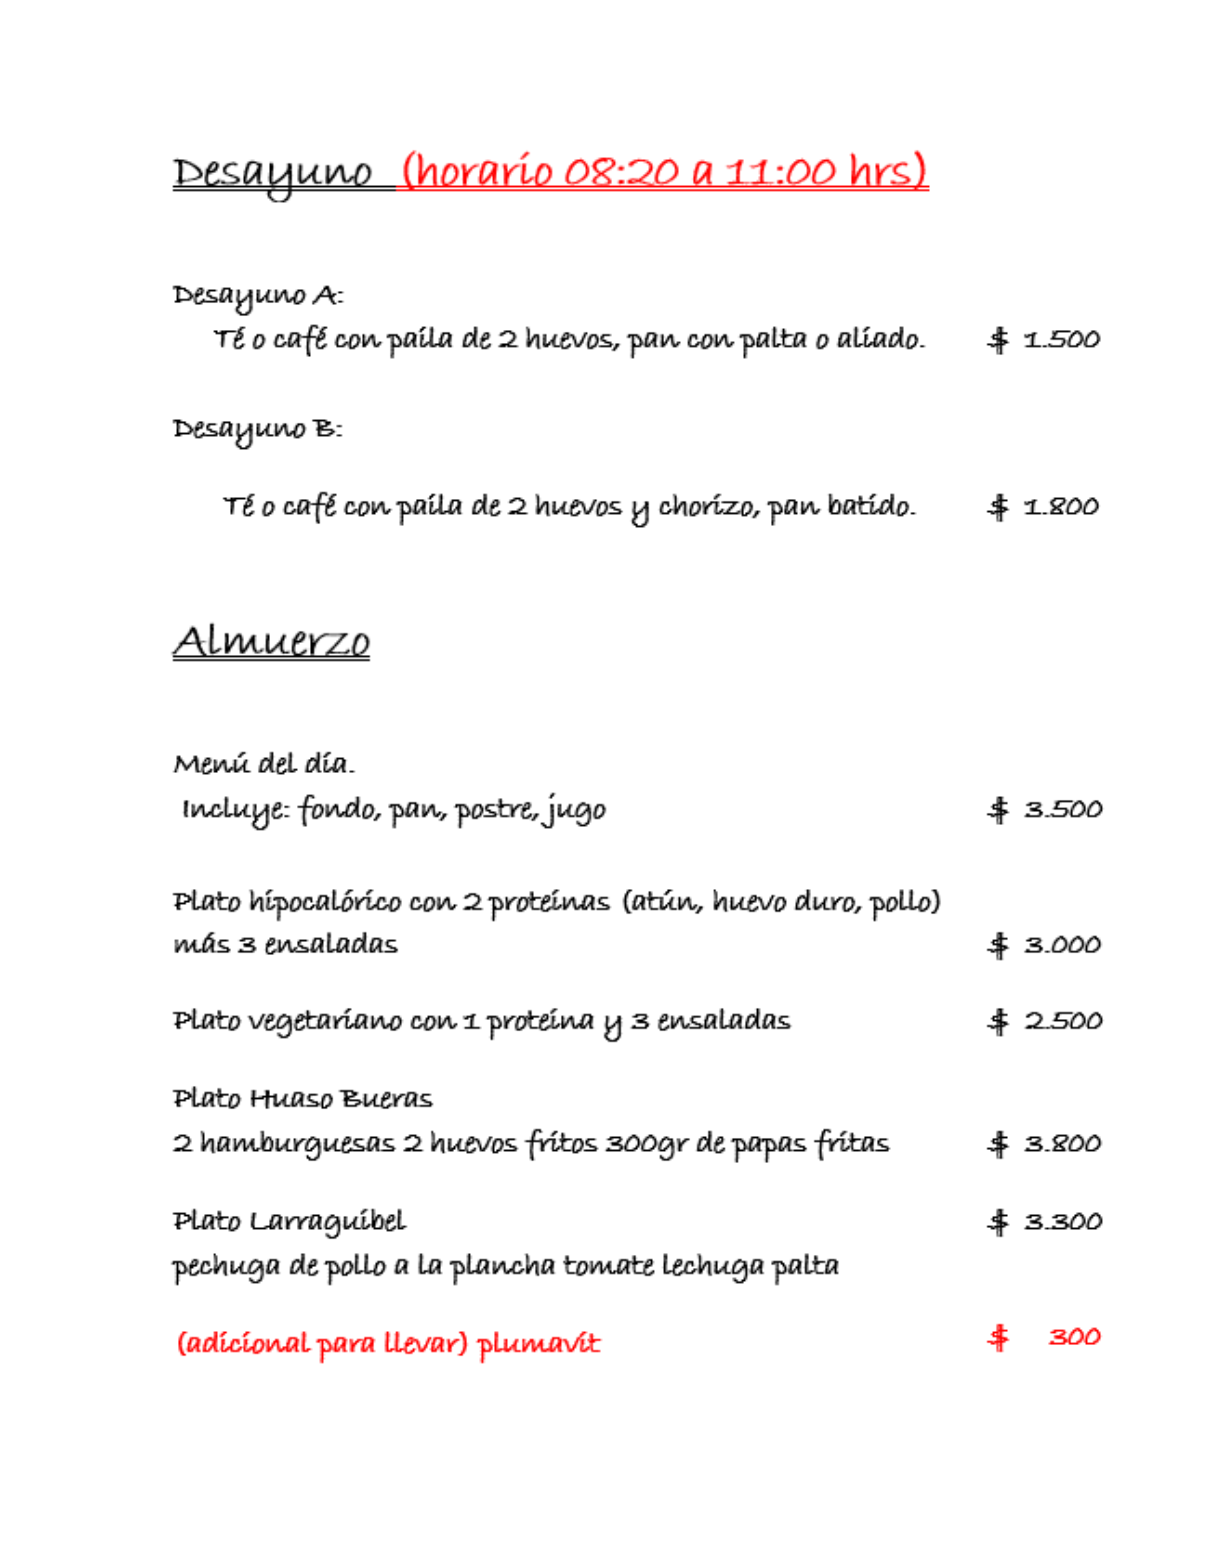 Desayuno (horario 08:20 a 11:00 hrs)
Desayuno A:
Té o café con paila de 2 huevos, pan con palta o aliado. $ 1.500
Desayuno B:
Té o café con paila de 2 huevos y chorizo, pan batido. $ 1.800
Almuerzo
Menú del día.
Incluye: fondo, pan, postre, jugo $ 3.500
Plato hipocalórico con 2 proteínas (atún, huevo duro, pollo)
más 3 ensaladas $ 3.000
Plato vegetariano con 1 proteína y 3 ensaladas $ 2.500
Plato Huaso Bueras
2 hamburguesas 2 huevos fritos 300gr de papas fritas $ 3.800
Plato Larraguibel $ 3.300
pechuga de pollo a la plancha tomate lechuga palta
(adicional para llevar) plumavit $ 300